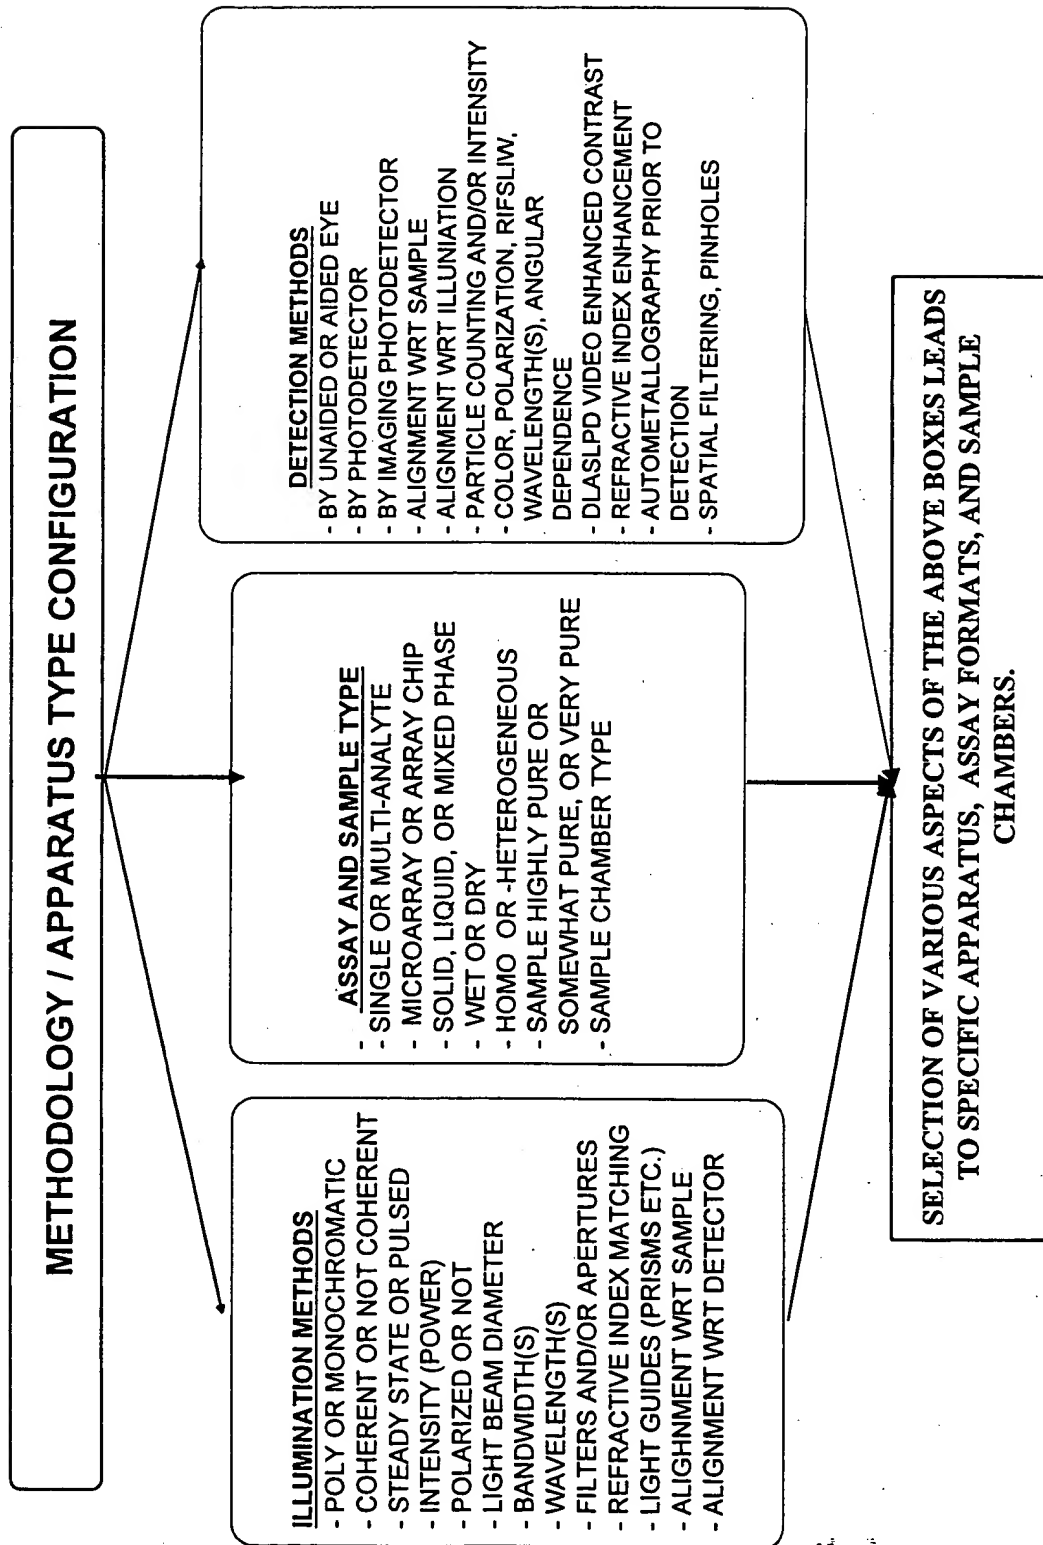 METHODOLOGY / APPARATUS TYPE CONFIGURATION
ILLUMINATION METHODS
- POLY OR MONOCHROMATIC
- COHERENT OR NOT COHERENT
- STEADY STATE OR PULSED
- INTENSITY (POWER)
- POLARIZED OR NOT
- LIGHT BEAM DIAMETER
- BANDWIDTH(S)
- WAVELENGTH(S)
- FILTERS AND/OR APERTURES
- REFRACTIVE INDEX MATCHING
- LIGHT GUIDES (PRISMS ETC.)
- ALIGHNMENT WRT SAMPLE
- ALIGNMENT WRT DETECTOR
- ASSAY AND SAMPLE TYPE
- SINGLE OR MULTI-ANALYTE
- MICROARRAY OR ARRAY CHIP
- SOLID, LIQUID, OR MIXED PHASE
- WET OR DRY
- HOMO OR -HETEROGENEOUS
- SAMPLE HIGHLY PURE OR
SOMEWHAT PURE, OR VERY PURE
- SAMPLE CHAMBER TYPE
DETECTION METHODS
- BY UNAIDED OR AIDED EYE
- BY PHOTODETECTOR
- BY IMAGING PHOTODETECTOR
- ALIGNMENT WRT SAMPLE
- ALIGNMENT WRT ILLUNIATION
- PARTICLE COUNTING AND/OR INTENSITY
- COLOR, POLARIZATION, RIFSLIW,
WAVELENGTH(S), ANGULAR
DEPENDENCE
- DLASLPD VIDEO ENHANCED CONTRAST
- REFRACTIVE INDEX ENHANCEMENT
- AUTOMETALLOGRAPHY PRIOR TO
DETECTION
- SPATIAL FILTERING, PINHOLES
SELECTION OF VARIOUS ASPECTS OF THE ABOVE BOXES LEADS
TO SPECIFIC APPARATUS, ASSAY FORMATS, AND SAMPLE
CHAMBERS.